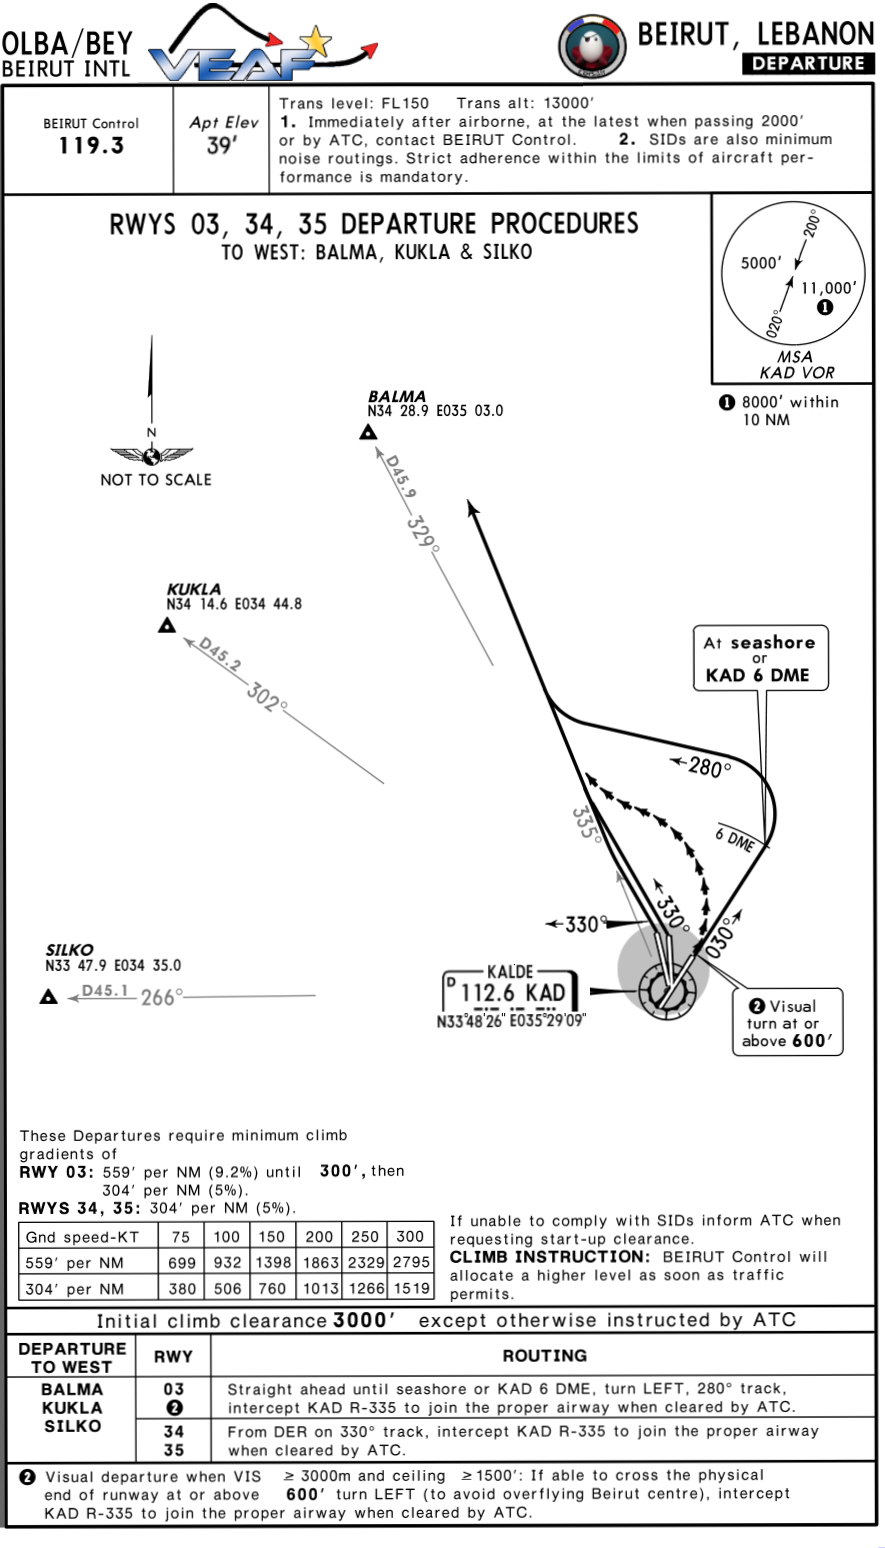 OLBA/BEY
BEIRUT INTL
VEAF
BEIRUT, LEBANON
DEPARTURE
BEIRUT Control
119.3
Apt Elev
39'
Trans level: FL150 Trans alt: 13000'
1. Immediately after airborne, at the latest when passing 2000'
or by ATC, contact BEIRUT Control. 2. SIDs are also minimum
noise routings. Strict adherence within the limits of aircraft per-
formance is mandatory.
RWYS 03, 34, 35 DEPARTURE PROCEDURES
TO WEST: BALMA, KUKLA & SILKO
200°
5000'
11,000'
1
020°
MSA
KAD VOR
1 8000' within
10 NM
N
NOT TO SCALE
BALMA
N34 28.9 E035 03.0
D45.9
329°
KUKLA
N34 14.6 E034 44.8
D45.2
302°
At seashore
or
KAD 6 DME
280°
335°
6 DME
330°
330°
030°
SILKO
N33 47.9 E034 35.0
D45.1 266°
KALDE
D 112.6 KAD
N33°48'26" E035°29'09"
2 Visual
turn at or
above 600'
These Departures require minimum climb
gradients of
RWY 03: 559' per NM (9.2%) until 300', then
304' per NM (5%).
RWYS 34, 35: 304' per NM (5%).
Gnd speed-KT 75 100 150 200 250 300
559' per NM 699 932 1398 1863 2329 2795
304' per NM 380 506 760 1013 1266 1519
If unable to comply with SIDs inform ATC when
requesting start-up clearance.
CLIMB INSTRUCTION: BEIRUT Control will
allocate a higher level as soon as traffic
permits.
Initial climb clearance 3000' except otherwise instructed by ATC
DEPARTURE
TO WEST
RWY
ROUTING
BALMA
KUKLA
SILKO
03
2
Straight ahead until seashore or KAD 6 DME, turn LEFT, 280° track,
intercept KAD R-335 to join the proper airway when cleared by ATC.
34
35
From DER on 330° track, intercept KAD R-335 to join the proper airway
when cleared by ATC.
2 Visual departure when VIS ≥ 3000m and ceiling ≥ 1500': If able to cross the physical
end of runway at or above 600' turn LEFT (to avoid overflying Beirut centre), intercept
KAD R-335 to join the proper airway when cleared by ATC.